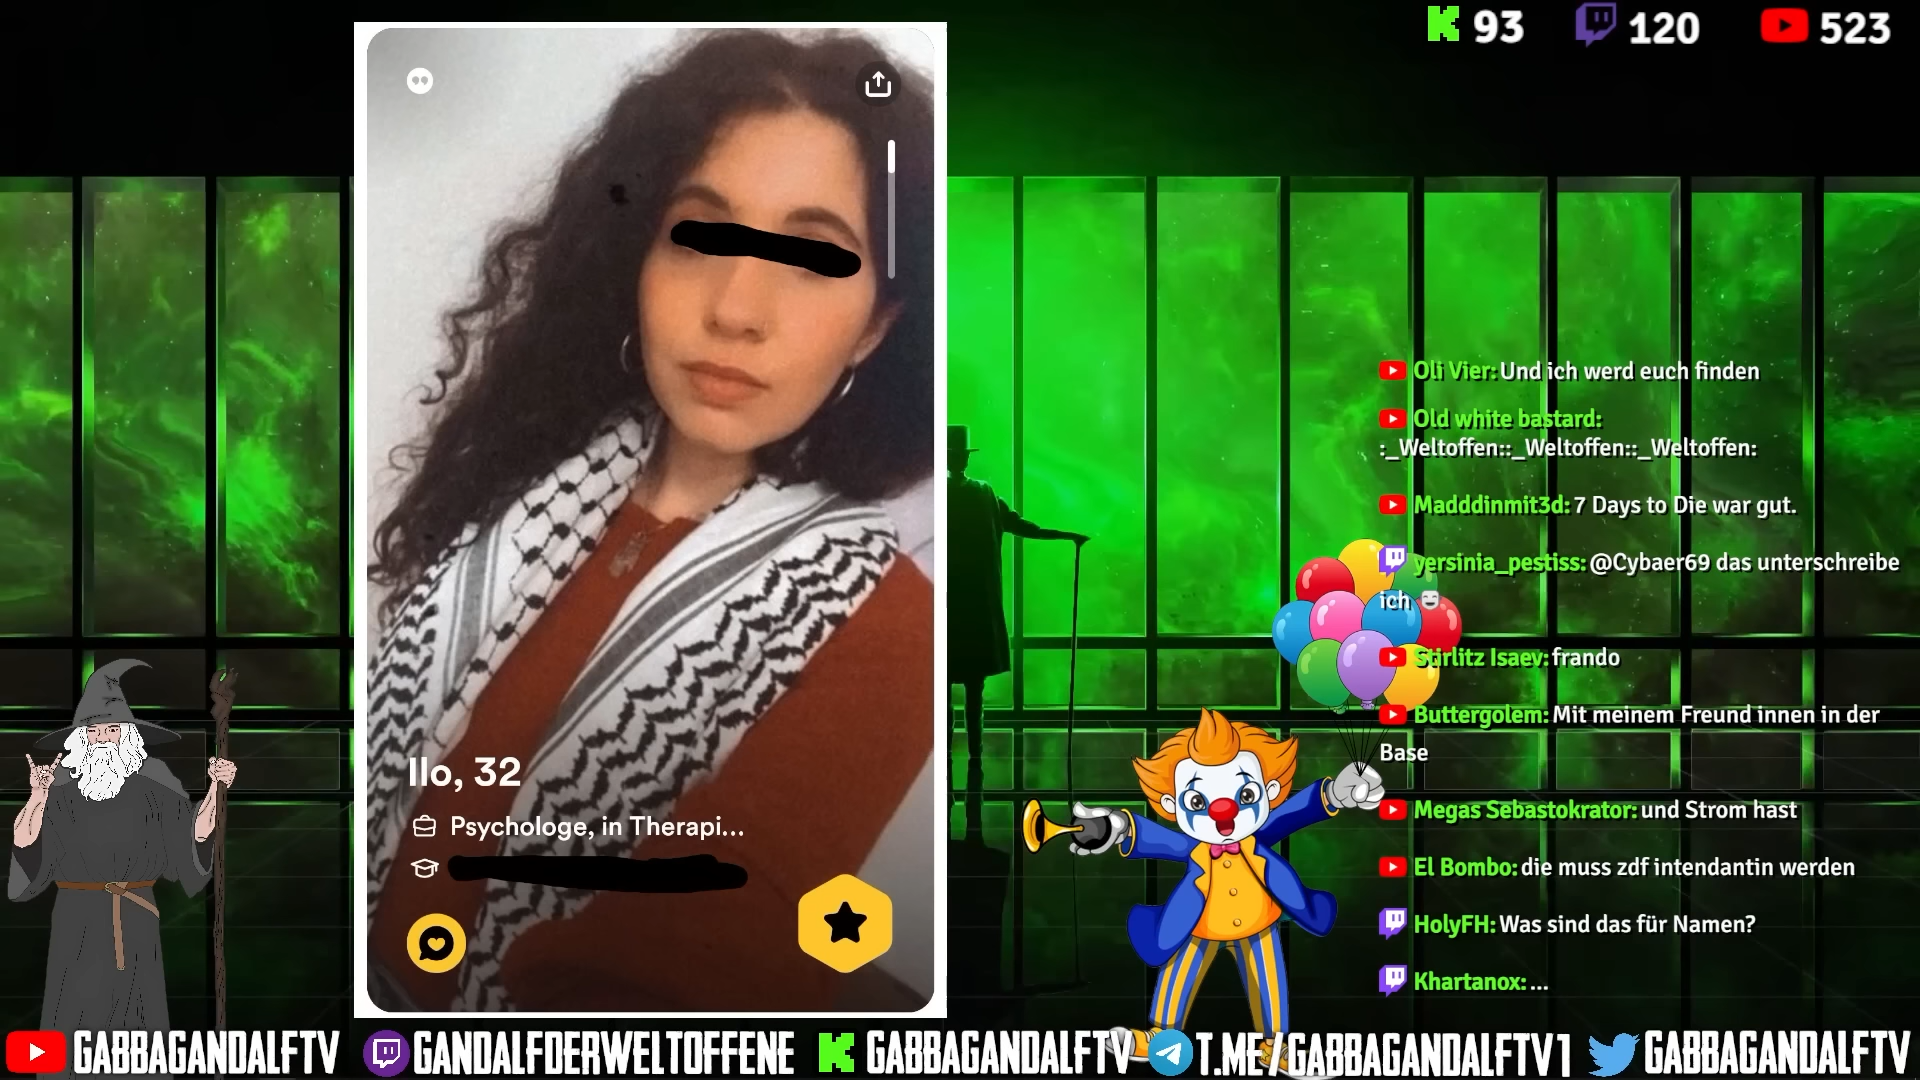 93 120 523
Ilo, 32
Psychologe, in Therapi...
Oli Vier: Und ich werd euch finden
Old white bastard:
:_Weltoffen::_Weltoffen::_Weltoffen:
Madddinmit3d: 7 Days to Die war gut.
yersinia_pestiss: @Cybaer69 das unterschreibe
ich
Stirlitz Isaev: frando
Buttergolem: Mit meinem Freund innen in der
Base
Megas Sebastokrator: und Strom hast
El Bombo: die muss zdf intendantin werden
HolyFH: Was sind das für Namen?
Khartanox: ...
GABBAGANDALFTV GANDALFDERWELTOFFENE GABBAGANDALFTV T.ME/GABBAGANDALFTV1 GABBAGANDALFTV